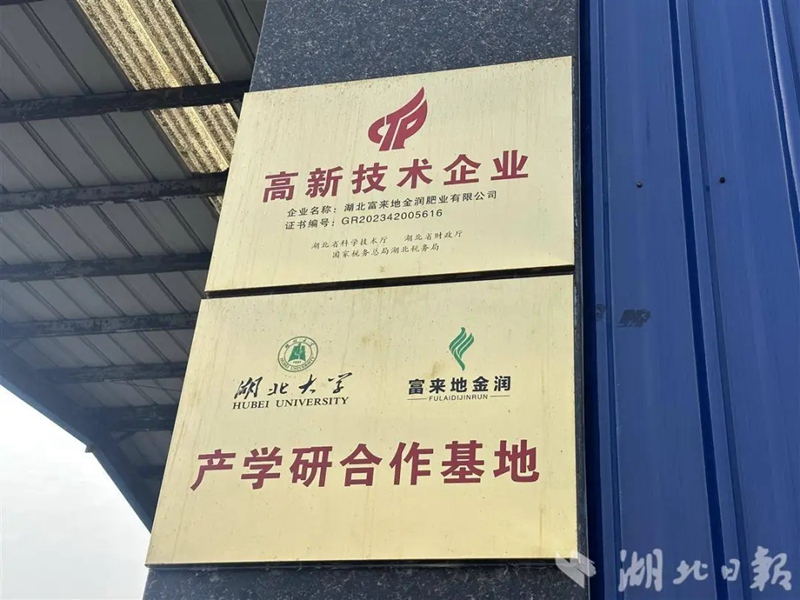 高新技术企业
企业名称：湖北富来地金润肥业有限公司
证书编号：GR202342005616
湖北省科学技术厅 湖北省财政厅
国家税务总局湖北税务局
湖北大学
HUBEI UNIVERSITY
富来地金润
FULAIDIJINRUN
产学研合作基地
湖北日報